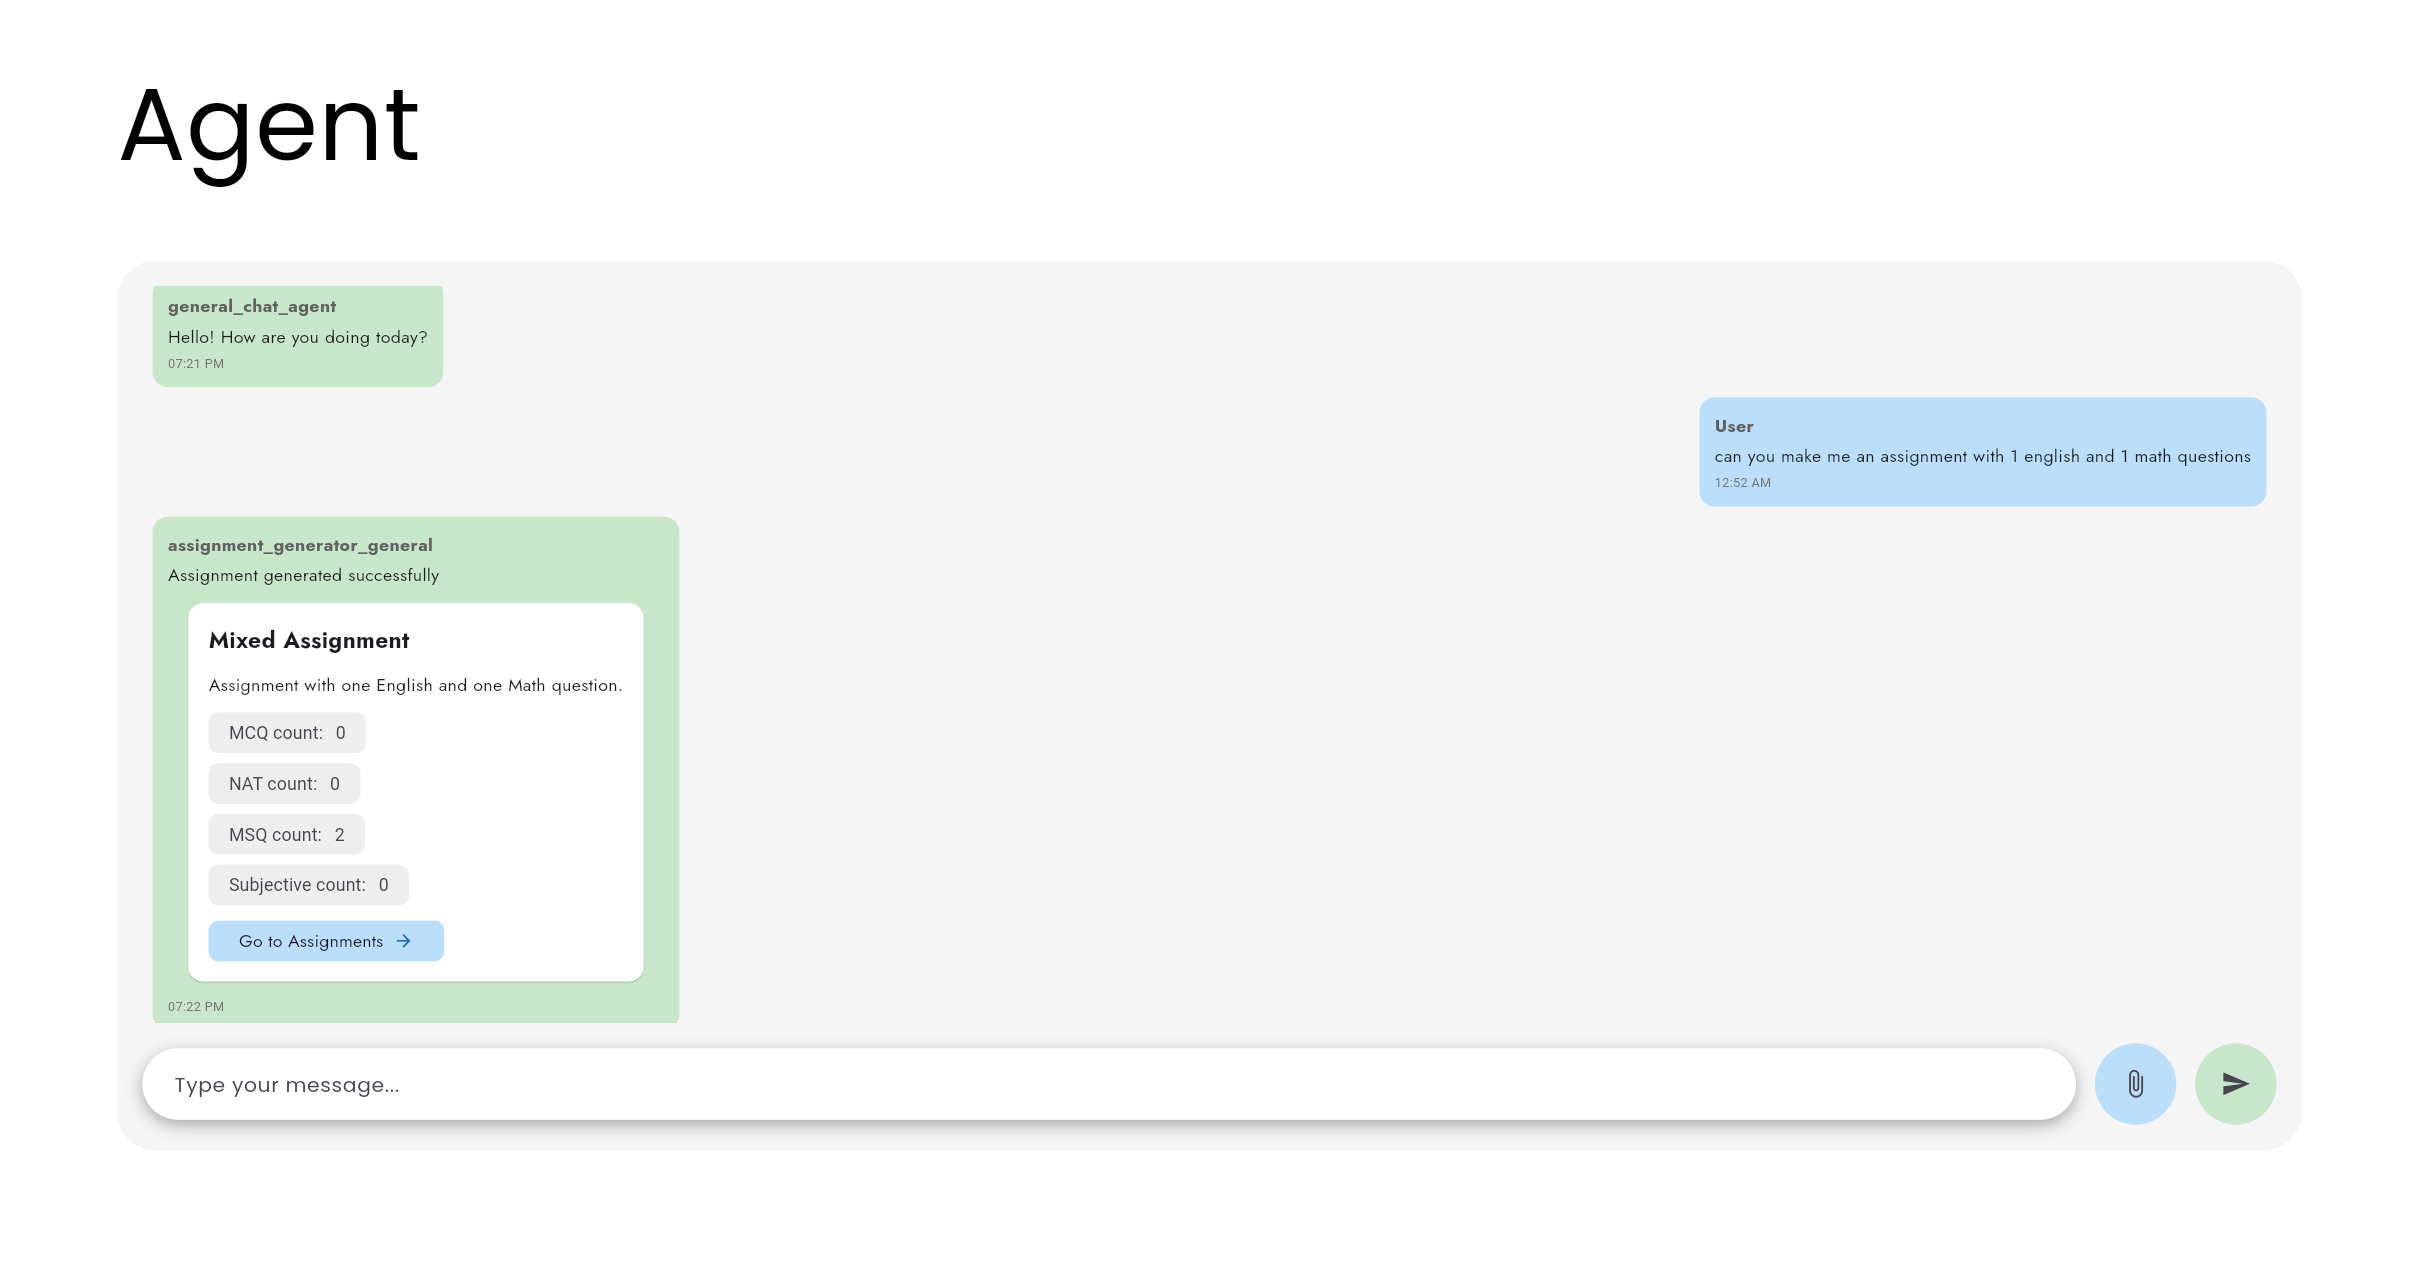 Agent
general_chat_agent
Hello! How are you doing today?
07:21 PM
User
can you make me an assignment with 1 english and 1 math questions
12:52 AM
assignment_generator_general
Assignment generated successfully
Mixed Assignment
Assignment with one English and one Math question.
MCQ count: 0
NAT count: 0
MSQ count: 2
Subjective count: 0
Go to Assignments
07:22 PM
Type your message...